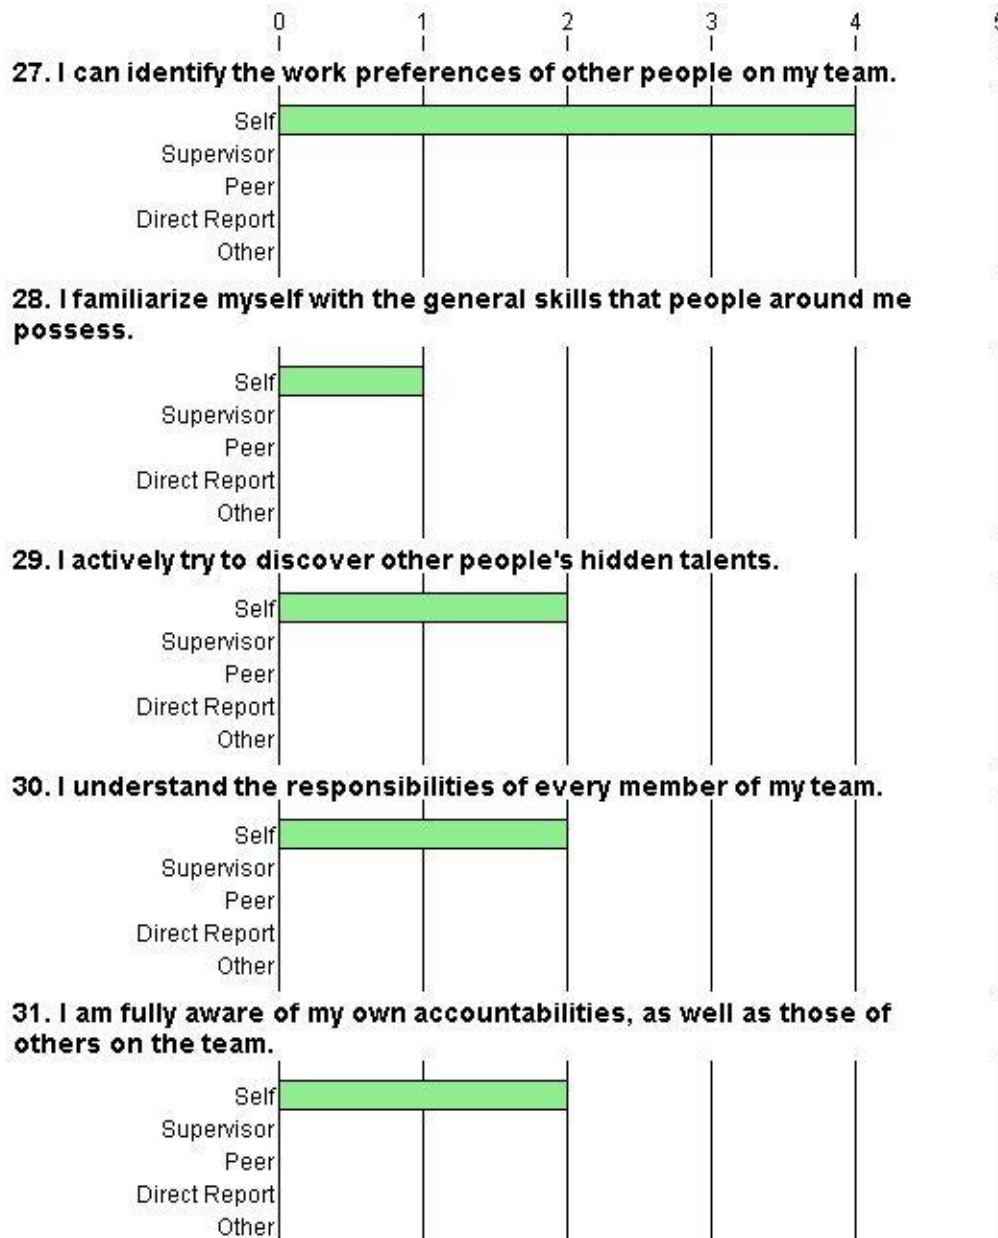 0 1 2 3 4
27. I can identify the work preferences of other people on my team.
Self
Supervisor
Peer
Direct Report
Other
28. I familiarize myself with the general skills that people around me
possess.
Self
Supervisor
Peer
Direct Report
Other
29. I actively try to discover other people's hidden talents.
Self
Supervisor
Peer
Direct Report
Other
30. I understand the responsibilities of every member of my team.
Self
Supervisor
Peer
Direct Report
Other
31. I am fully aware of my own accountabilities, as well as those of
others on the team.
Self
Supervisor
Peer
Direct Report
Other